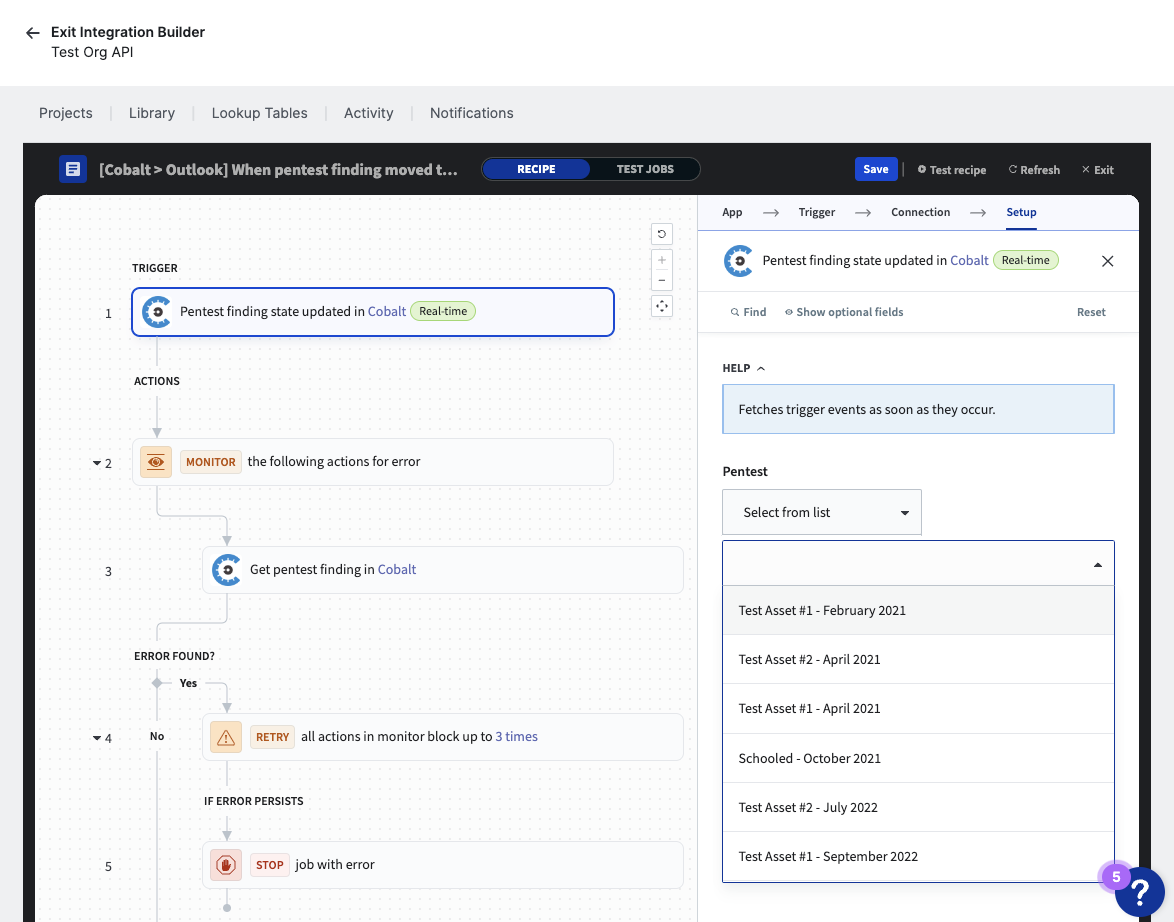 Exit Integration Builder
Test Org API
Projects
Library
Lookup Tables
Activity
Notifications
[Cobalt > Outlook] When pentest finding moved t...
RECIPE
TEST JOBS
Save
Test recipe
Refresh
Exit
App
Trigger
Connection
Setup
Pentest finding state updated in Cobalt Real-time
Find
Show optional fields
Reset
HELP
Fetches trigger events as soon as they occur.
Pentest
Select from list
Test Asset #1 - February 2021
Test Asset #2 - April 2021
Test Asset #1 - April 2021
Schooled - October 2021
Test Asset #2 - July 2022
Test Asset #1 - September 2022
TRIGGER
1
Pentest finding state updated in Cobalt Real-time
ACTIONS
2
MONITOR the following actions for error
3
Get pentest finding in Cobalt
ERROR FOUND?
Yes
No
4
RETRY all actions in monitor block up to 3 times
IF ERROR PERSISTS
5
STOP job with error
5
?